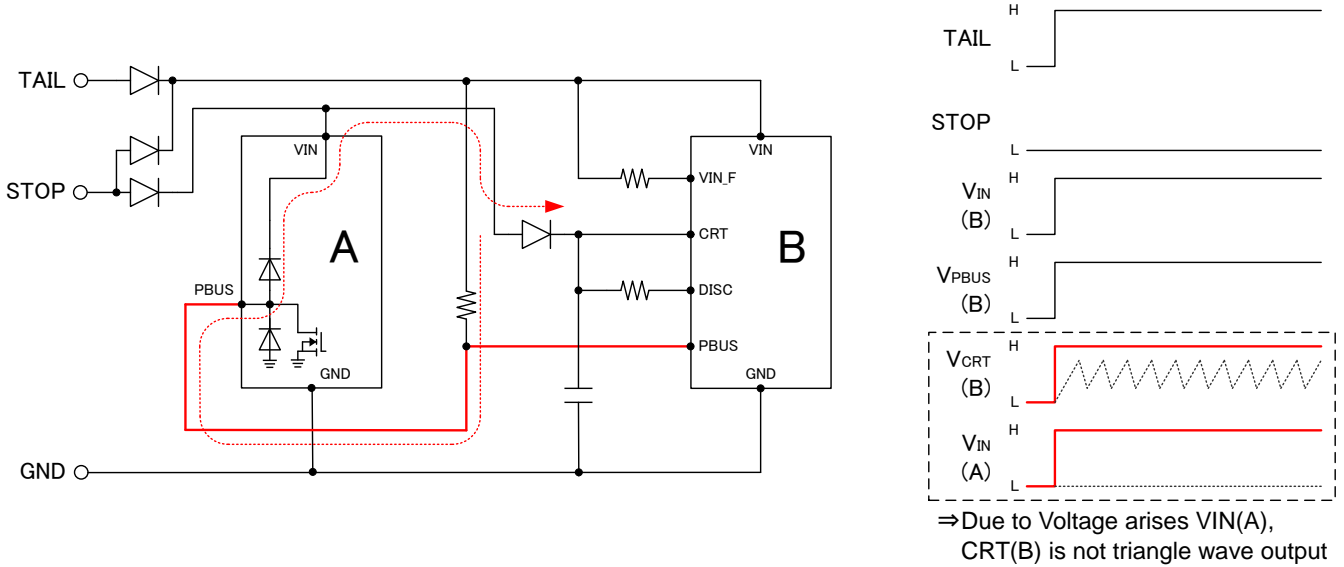 TAIL
STOP
GND
VIN
A
PBUS
GND
VIN
VIN_F
CRT
B
DISC
PBUS
GND
TAIL
H
L
STOP
L
VIN
(B)
H
L
VPBUS
(B)
H
L
VCRT
(B)
H
L
VIN
(A)
H
L
⇒Due to Voltage arises VIN(A),
CRT(B) is not triangle wave output